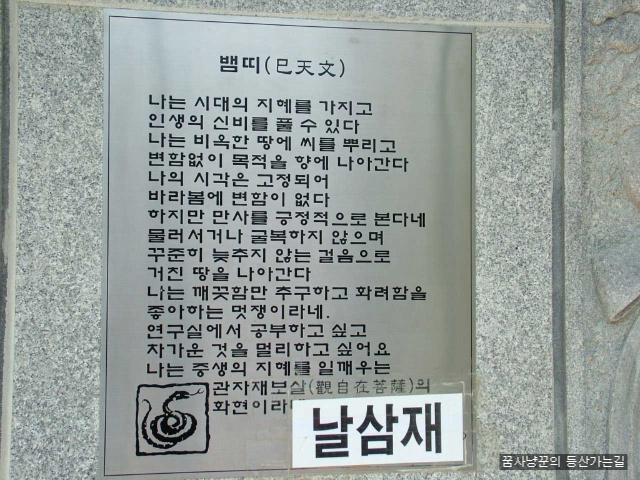 뱀띠(巳天文)
나는 시대의 지혜를 가지고
인생의 신비를 풀 수 있다
나는 비옥한 땅에 씨를 뿌리고
변함없이 목적을 향에 나아간다
나의 시각은 고정되어
바라봄에 변함이 없다
하지만 만사를 긍정적으로 본다네
물러서거나 굴복하지 않으며
꾸준히 늦추지 않는 걸음으로
거친 땅을 나아간다
나는 깨끗함만 추구하고 화려함을
좋아하는 멋쟁이라네.
연구실에서 공부하고 싶고
차가운 것을 멀리하고 싶어요
나는 중생의 지혜를 일깨우는
관자재보살(觀自在菩薩)의
화현이라네
날삼재
꿈사냥꾼의 등산가는길